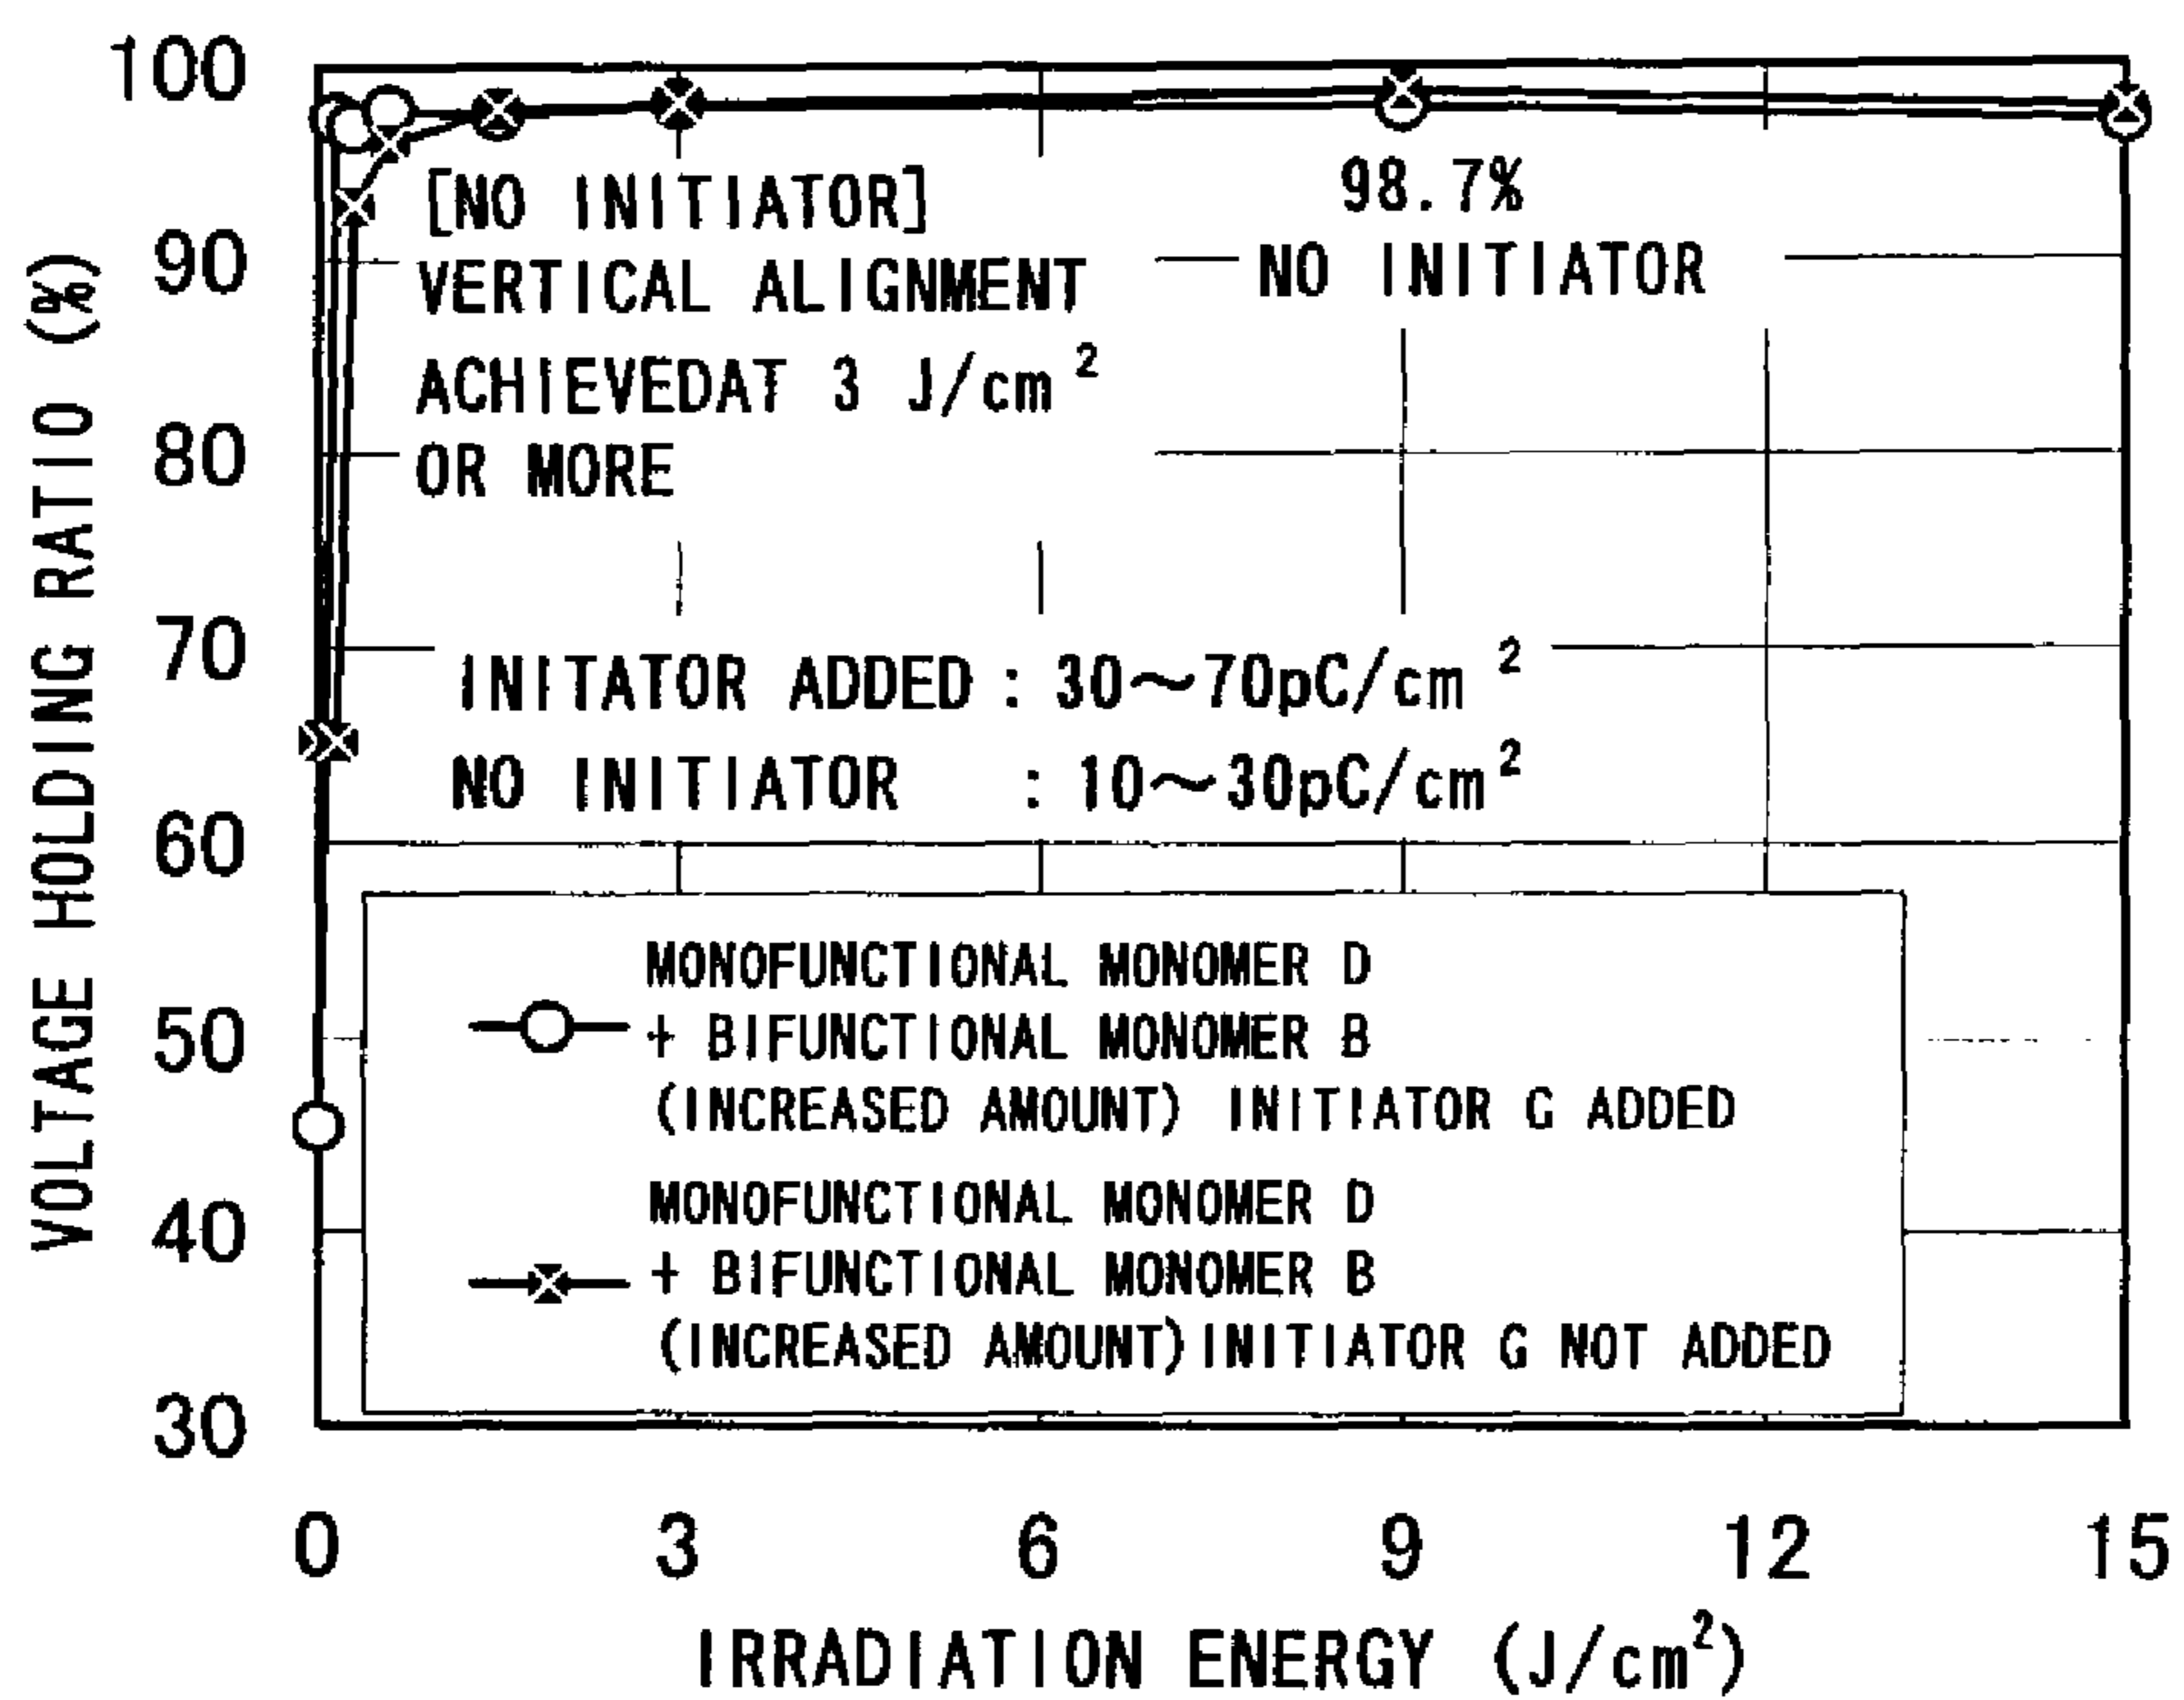 VOLTAGE HOLDING RATIO (%)
100
90
80
70
60
50
40
30
[NO INITIATOR]
VERTICAL ALIGNMENT
ACHIEVEDAT 3 J/cm²
OR MORE
98.7%
NO INITIATOR
INITATOR ADDED : 30～70pC/cm²
NO INITIATOR : 10～30pC/cm²
MONOFUNCTIONAL MONOMER D
+ BIFUNCTIONAL MONOMER B
(INCREASED AMOUNT) INITIATOR G ADDED
MONOFUNCTIONAL MONOMER D
+ BIFUNCTIONAL MONOMER B
(INCREASED AMOUNT) INITIATOR G NOT ADDED
0 3 6 9 12 15
IRRADIATION ENERGY (J/cm²)